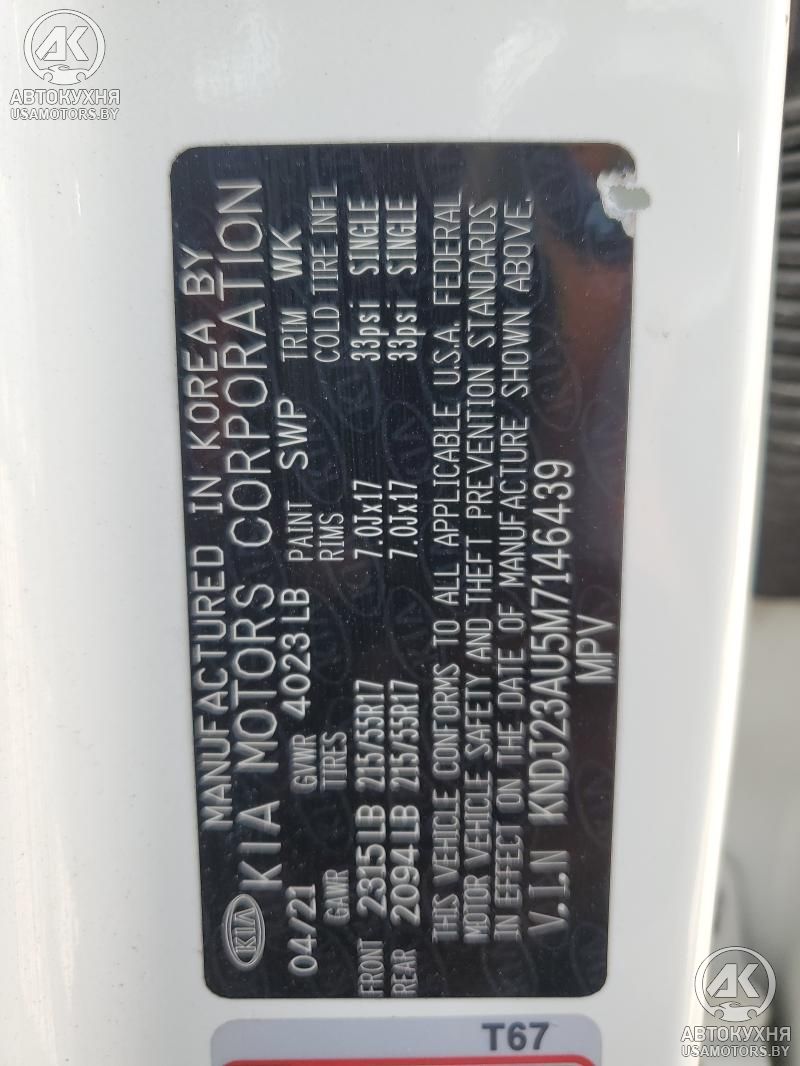 AK
АВТОКУХНЯ
USAMOTORS.BY
MANUFACTURED IN KOREA BY
KIA KIA MOTORS CORPORATION
04/21 GVWR 4023LB PAINT SWP TRIM WK
GAWR TIRES RIMS COLD TIRE INFL
FRONT 2315LB 215/55R17 7.0Jx17 33psi SINGLE
REAR 2094LB 215/55R17 7.0Jx17 33psi SINGLE
THIS VEHICLE CONFORMS TO ALL APPLICABLE U.S.A. FEDERAL
MOTOR VEHICLE SAFETY AND THEFT PREVENTION STANDARDS
IN EFFECT ON THE DATE OF MANUFACTURE SHOWN ABOVE.
V.I.N KNDJ23AU5M7146439
MPV
T67
AK
АВТОКУХНЯ
USAMOTORS.BY